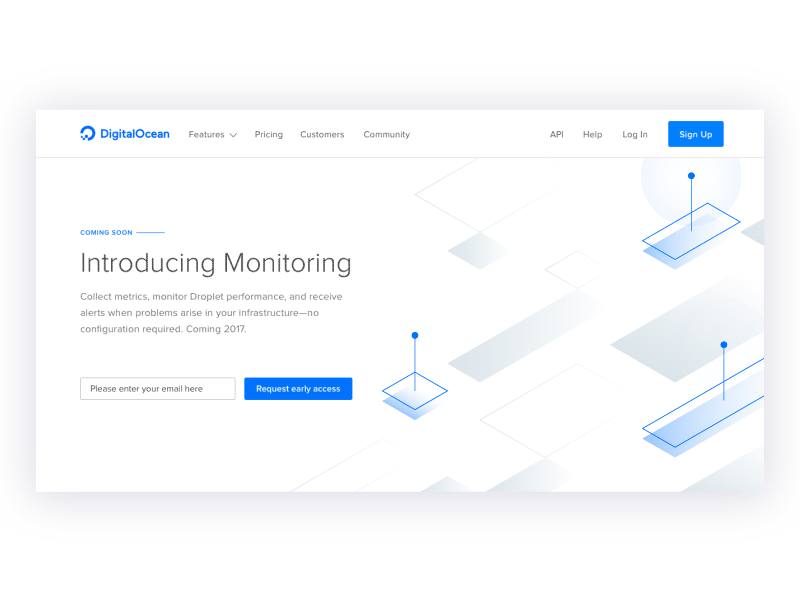 DigitalOcean Features Pricing Customers Community API Help Log In Sign Up
COMING SOON
Introducing Monitoring
Collect metrics, monitor Droplet performance, and receive
alerts when problems arise in your infrastructure—no
configuration required. Coming 2017.
Please enter your email here Request early access